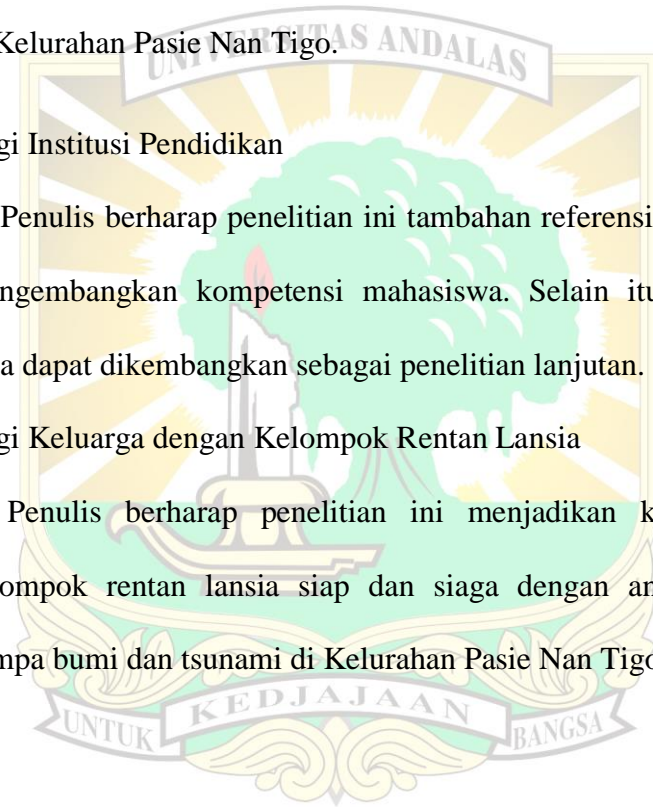 Kelurahan Pasie Nan Tigo.
UNIVERSITAS ANDALAS
gi Institusi Pendidikan
Penulis berharap penelitian ini tambahan referensi
ngembangkan kompetensi mahasiswa. Selain itu
a dapat dikembangkan sebagai penelitian lanjutan.
gi Keluarga dengan Kelompok Rentan Lansia
Penulis berharap penelitian ini menjadikan k
ompok rentan lansia siap dan siaga dengan an
mpa bumi dan tsunami di Kelurahan Pasie Nan Tigo
UNTUK KEDJAJAAN BANGSA